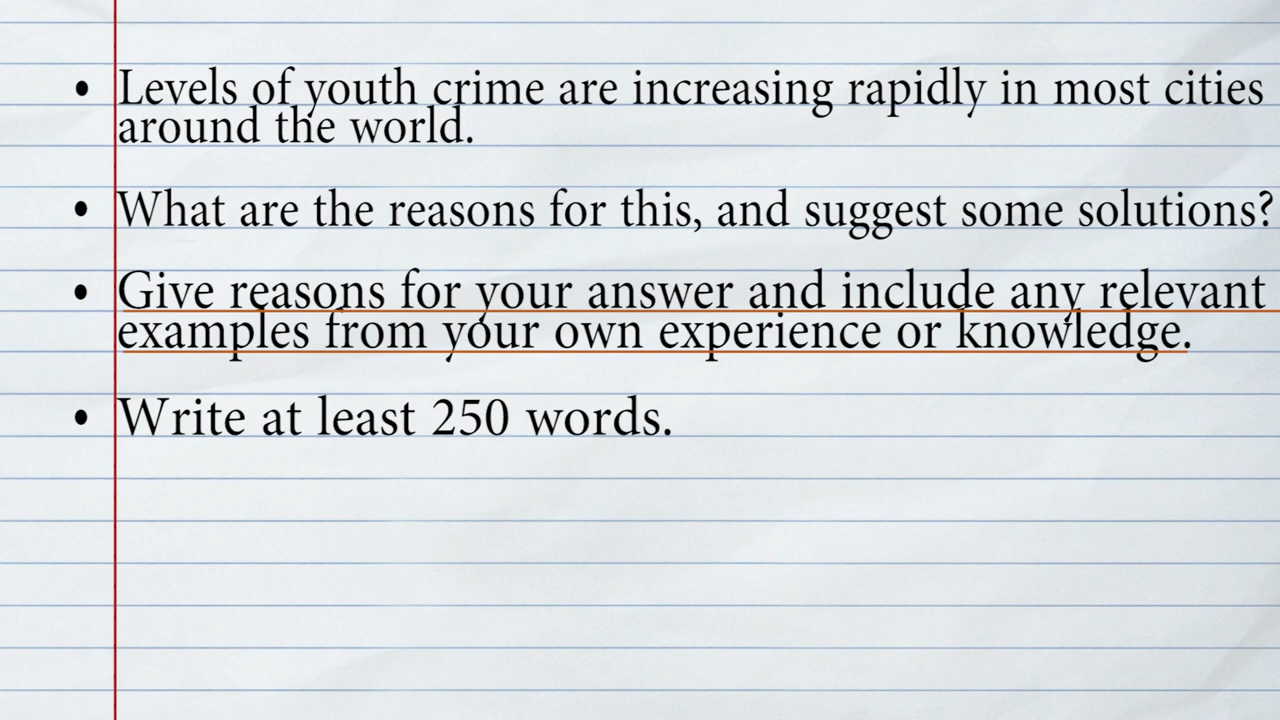 • Levels of youth crime are increasing rapidly in most cities
around the world.
• What are the reasons for this, and suggest some solutions?
• Give reasons for your answer and include any relevant
examples from your own experience or knowledge.
• Write at least 250 words.